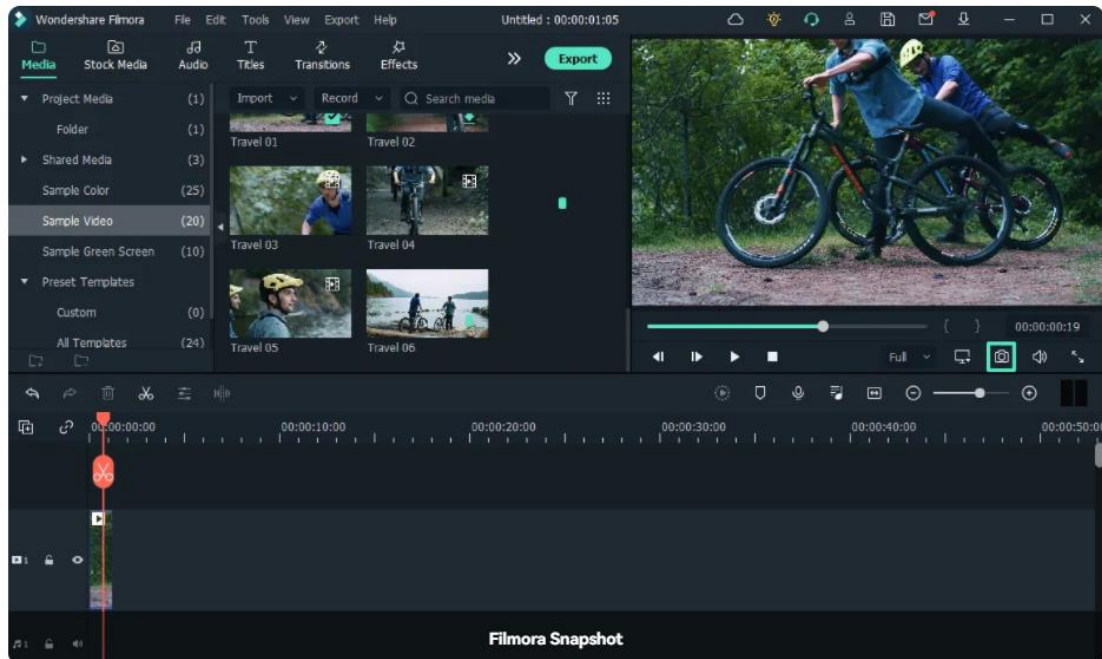 Wondershare Filmora File Edit Tools View Export Help Untitled : 00:00:01:05
Media Stock Media Audio Titles Transitions Effects Export
Project Media (1)
Folder (1)
Shared Media (3)
Sample Color (25)
Sample Video (20)
Sample Green Screen (10)
Preset Templates
Custom (0)
All Templates (24)
Import Record Search media
Travel 01 Travel 02
Travel 03 Travel 04
Travel 05 Travel 06
{ } 00:00:00:19
Full
00:00:00:00 00:00:10:00 00:00:20:00 00:00:30:00 00:00:40:00 00:00:50:0
1
1
Filmora Snapshot